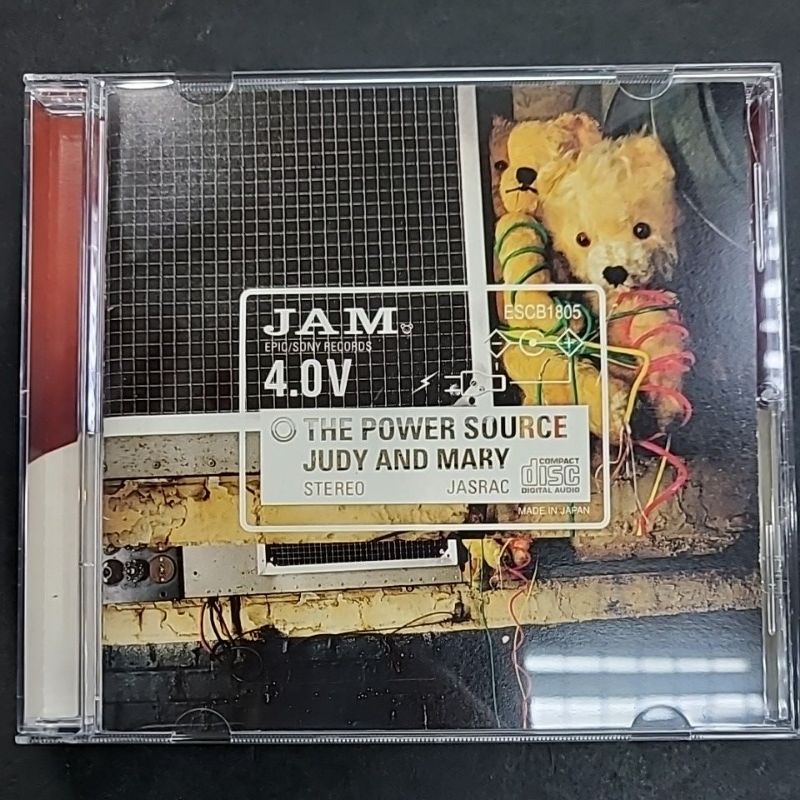 JAM
ESCB1805
EPIC/SONY RECORDS
4.0V
THE POWER SOURCE
JUDY AND MARY
STEREO JASRAC
COMPACT
disc
DIGITAL AUDIO
MADE IN JAPAN